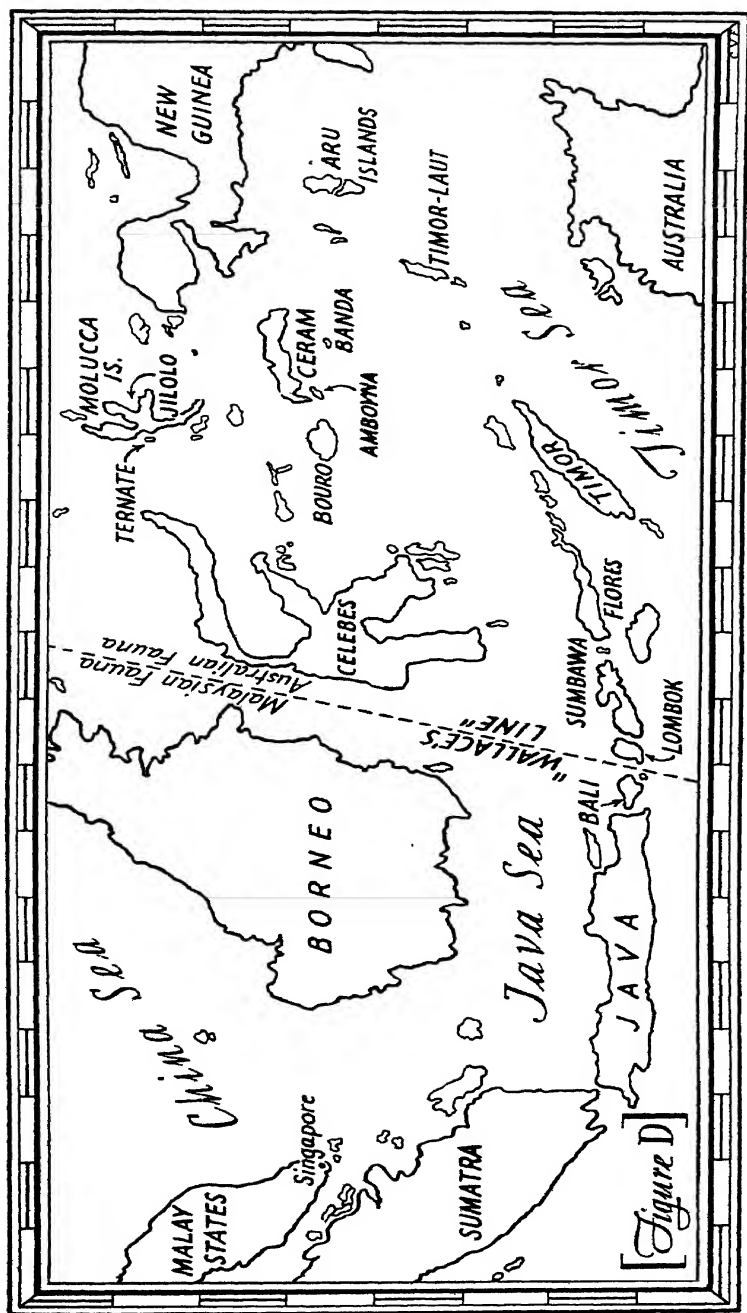 MALAY
STATES
Singapore
SUMATRA
China Sea
BORNEO
Java Sea
JAVA
BALI
LOMBOK
SUMBAWA
FLORES
"WALLACE'S
LINE"
Malaysian Fauna
Australian Fauna
CELEBES
TERNATE
MOLUCCA
IS.
JILOLO
BOURO
AMBOYNA
CERAM
BANDA
TIMOR
Timor Sea
TIMOR-LAUT
ARU
ISLANDS
NEW
GUINEA
AUSTRALIA
[Figure D]